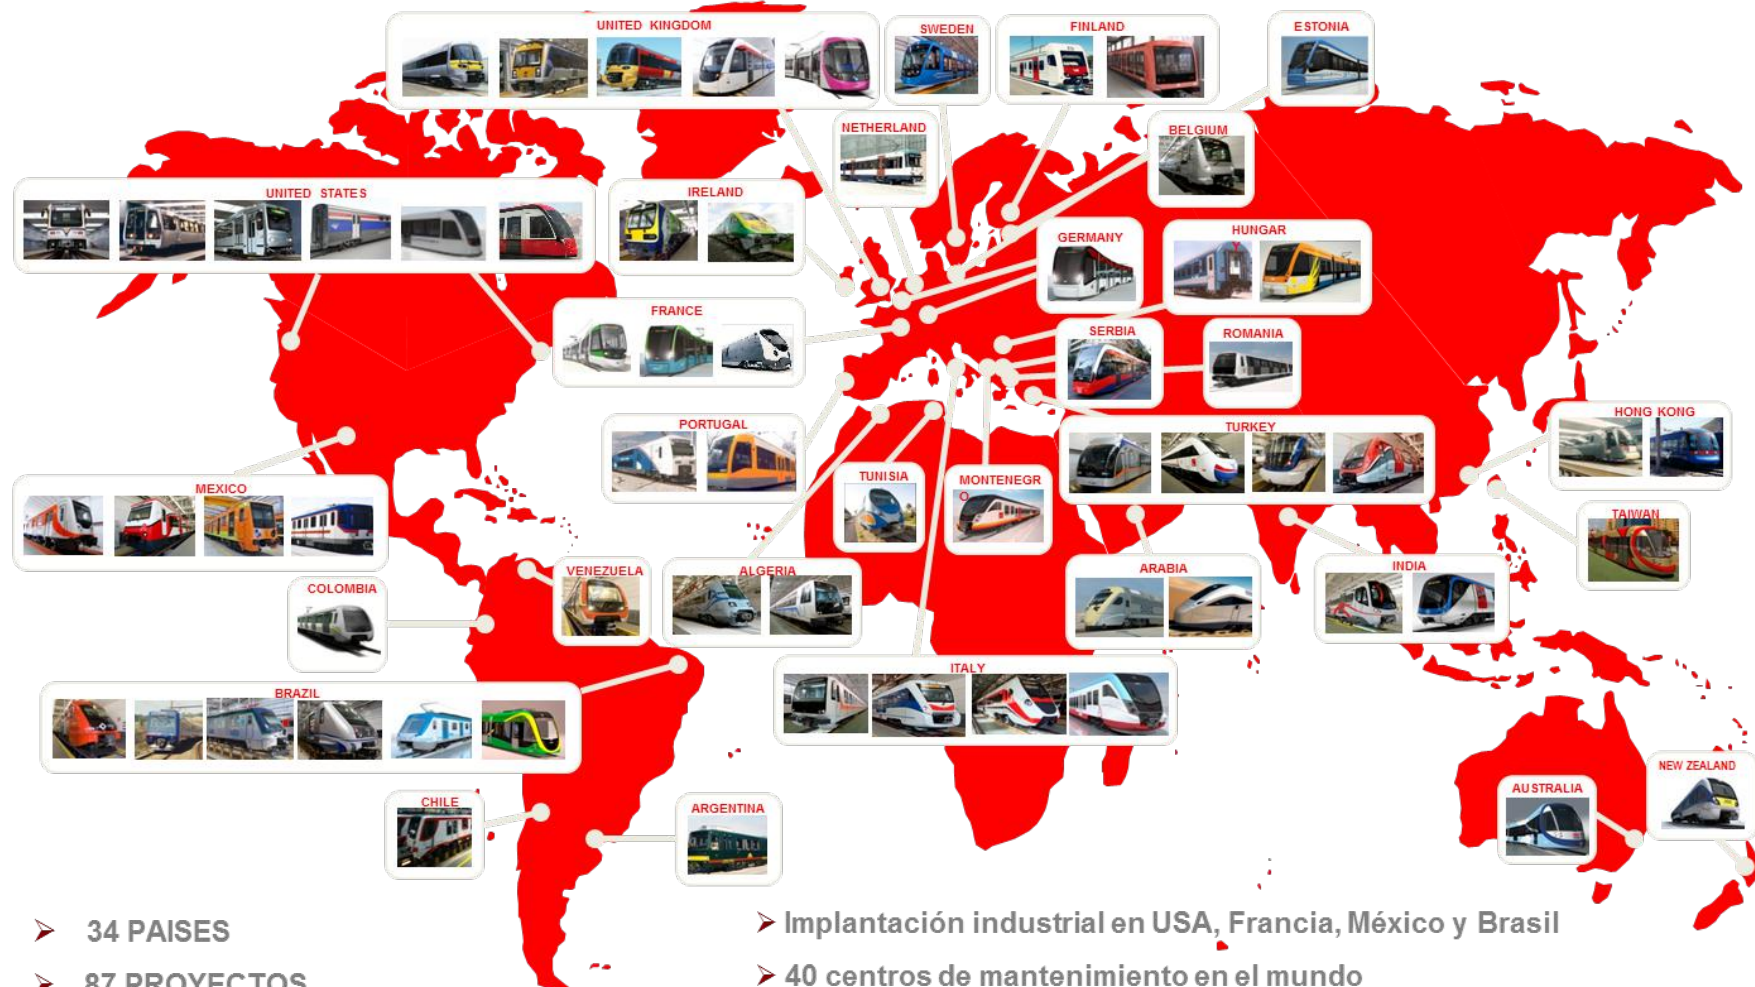 UNITED KINGDOM
SWEDEN
FINLAND
ESTONIA
NETHERLAND
BELGIUM
UNITED STATES
IRELAND
GERMANY
HUNGAR
Y
FRANCE
SERBIA
ROMANIA
PORTUGAL
TURKEY
HONG KONG
MEXICO
TUNISIA
MONTENEGR
O
TAIWAN
VENEZUELA
ALGERIA
ARABIA
INDIA
COLOMBIA
ITALY
BRAZIL
NEW ZEALAND
AUSTRALIA
CHILE
ARGENTINA
34 PAISES
87 PROYECTOS
Implantación industrial en USA, Francia, México y Brasil
40 centros de mantenimiento en el mundo